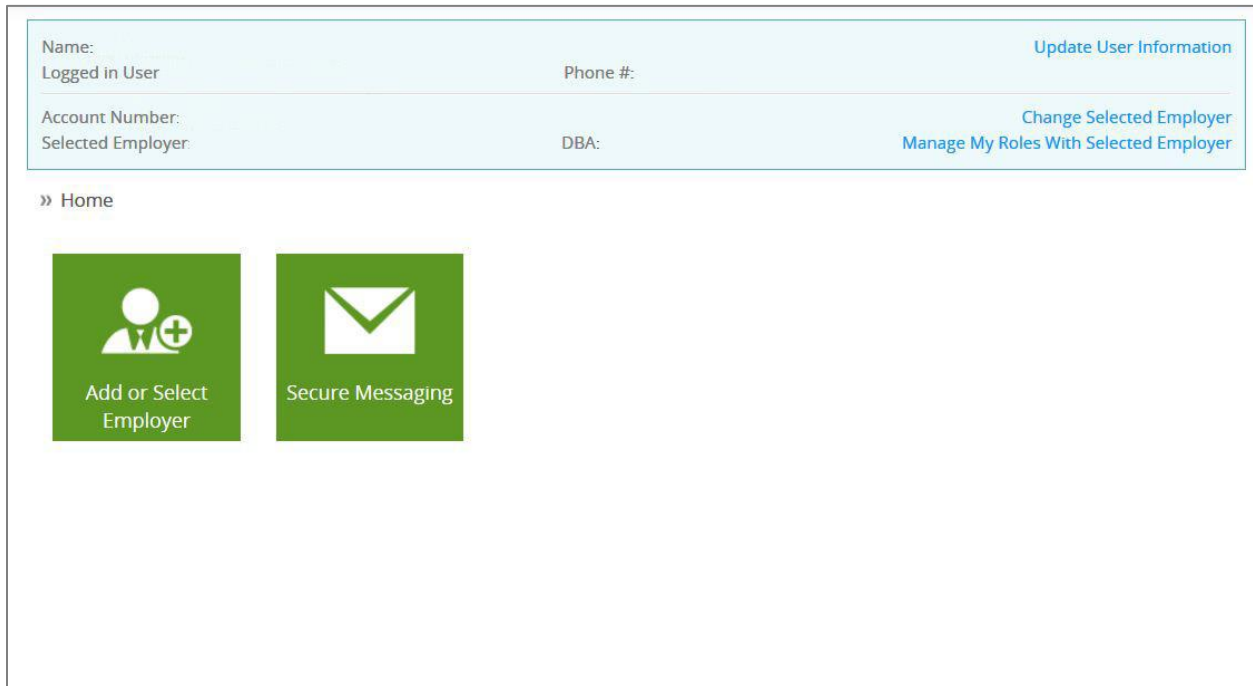 Name: Update User Information
Logged in User Phone #:
Account Number: Change Selected Employer
Selected Employer DBA: Manage My Roles With Selected Employer
» Home
Add or Select
Employer
Secure Messaging